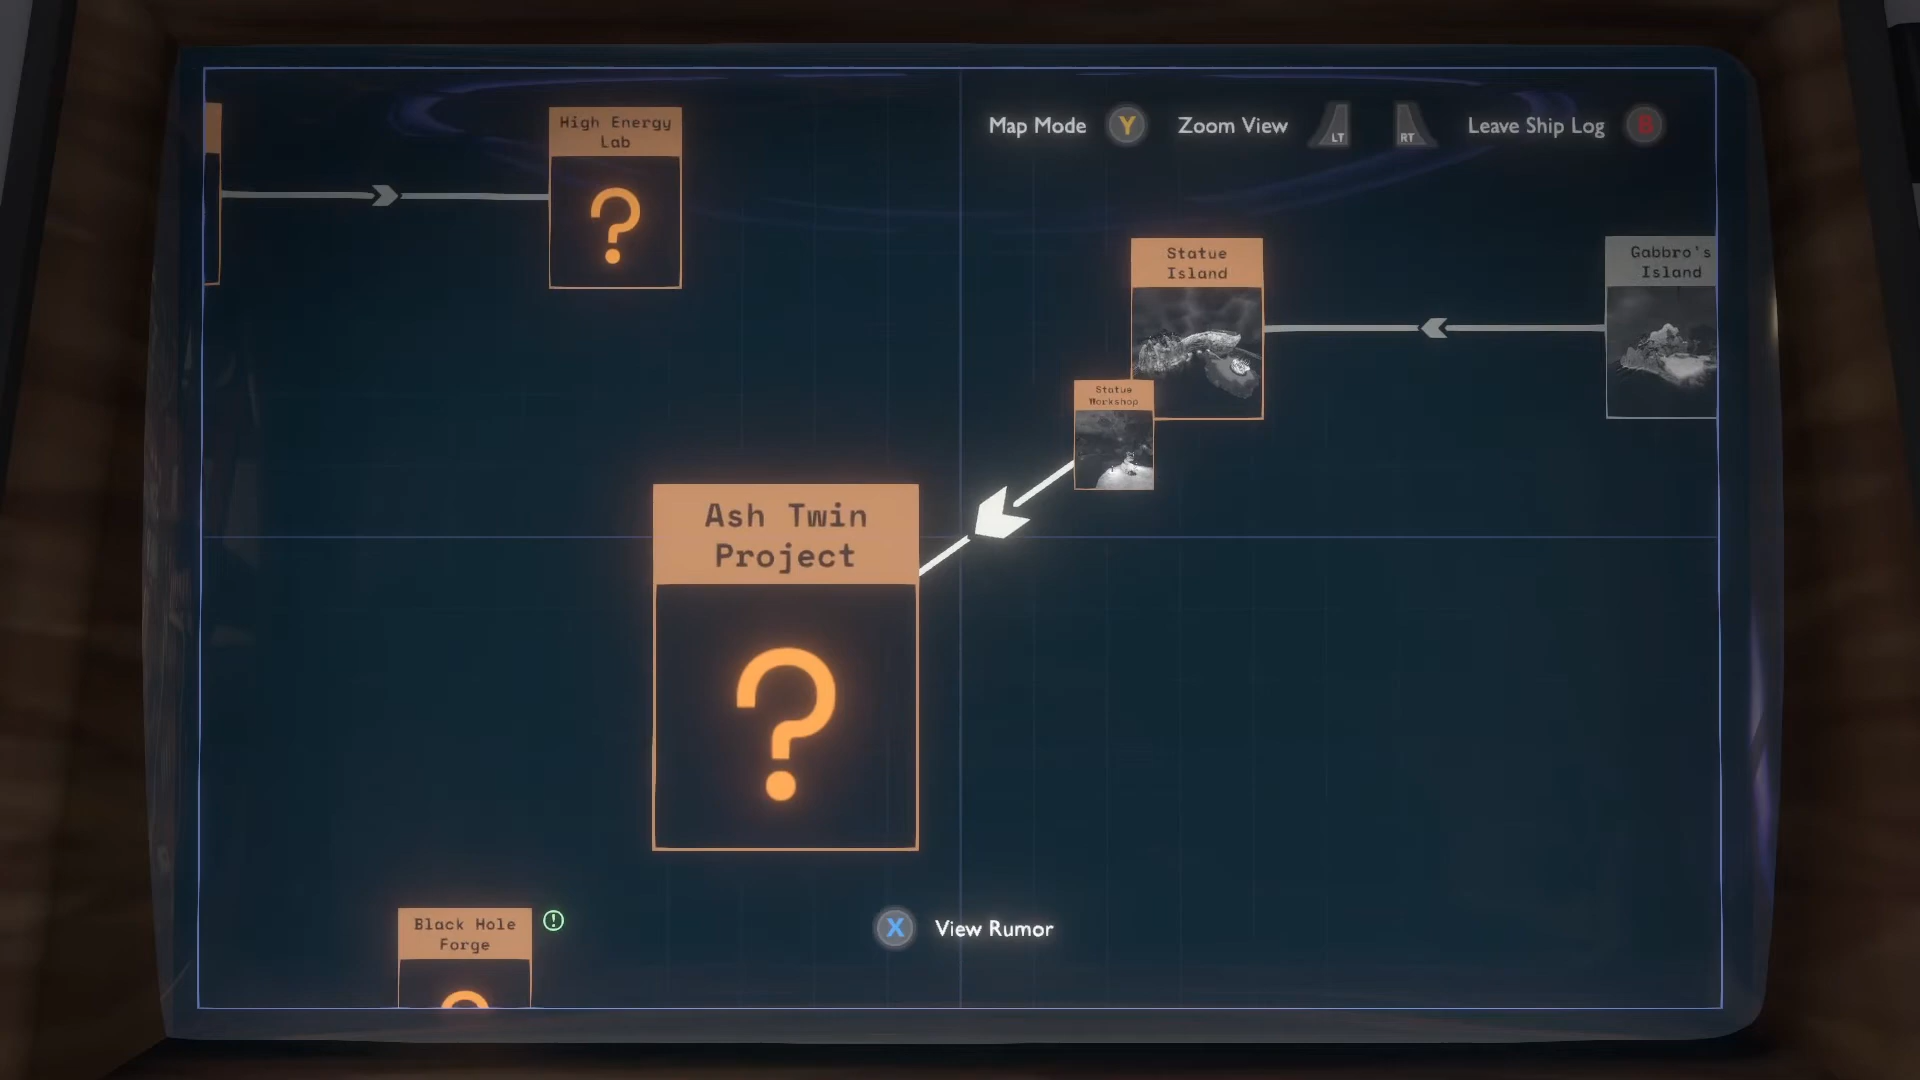 High Energy
Lab
Map Mode Y Zoom View LT RT Leave Ship Log B
Statue
Island
Gabbro's
Island
Statue
Workshop
Ash Twin
Project
?
?
Black Hole
Forge
!
X View Rumor
?